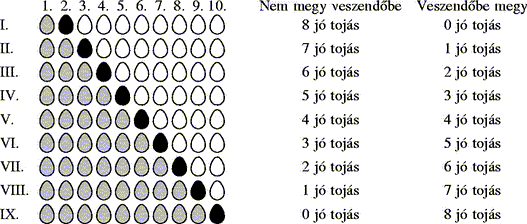 1. 2. 3. 4. 5. 6. 7. 8. 9. 10. Nem megy veszendőbe Veszendőbe megy
I. 8 jó tojás 0 jó tojás
II. 7 jó tojás 1 jó tojás
III. 6 jó tojás 2 jó tojás
IV. 5 jó tojás 3 jó tojás
V. 4 jó tojás 4 jó tojás
VI. 3 jó tojás 5 jó tojás
VII. 2 jó tojás 6 jó tojás
VIII. 1 jó tojás 7 jó tojás
IX. 0 jó tojás 8 jó tojás